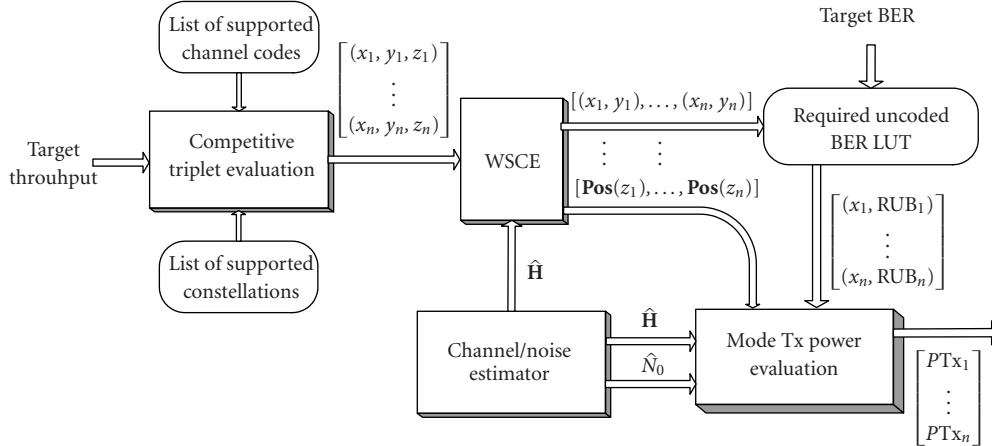 List of supported
channel codes
Target BER
[(x₁, y₁, z₁)
⋮
(xₙ, yₙ, zₙ)]
[(x₁, y₁), . . . , (xₙ, yₙ)]
Required uncoded
BER LUT
Target
throuhput
Competitive
triplet evaluation
WSCE
⋮ ⋮
[Pos(z₁), . . . , Pos(zₙ)]
[(x₁, RUB₁)
⋮
(xₙ, RUBₙ)]
List of supported
constellations
Ĥ
Channel/noise
estimator
Ĥ
N̂₀
Mode Tx power
evaluation
[PTx₁
⋮
PTxₙ]